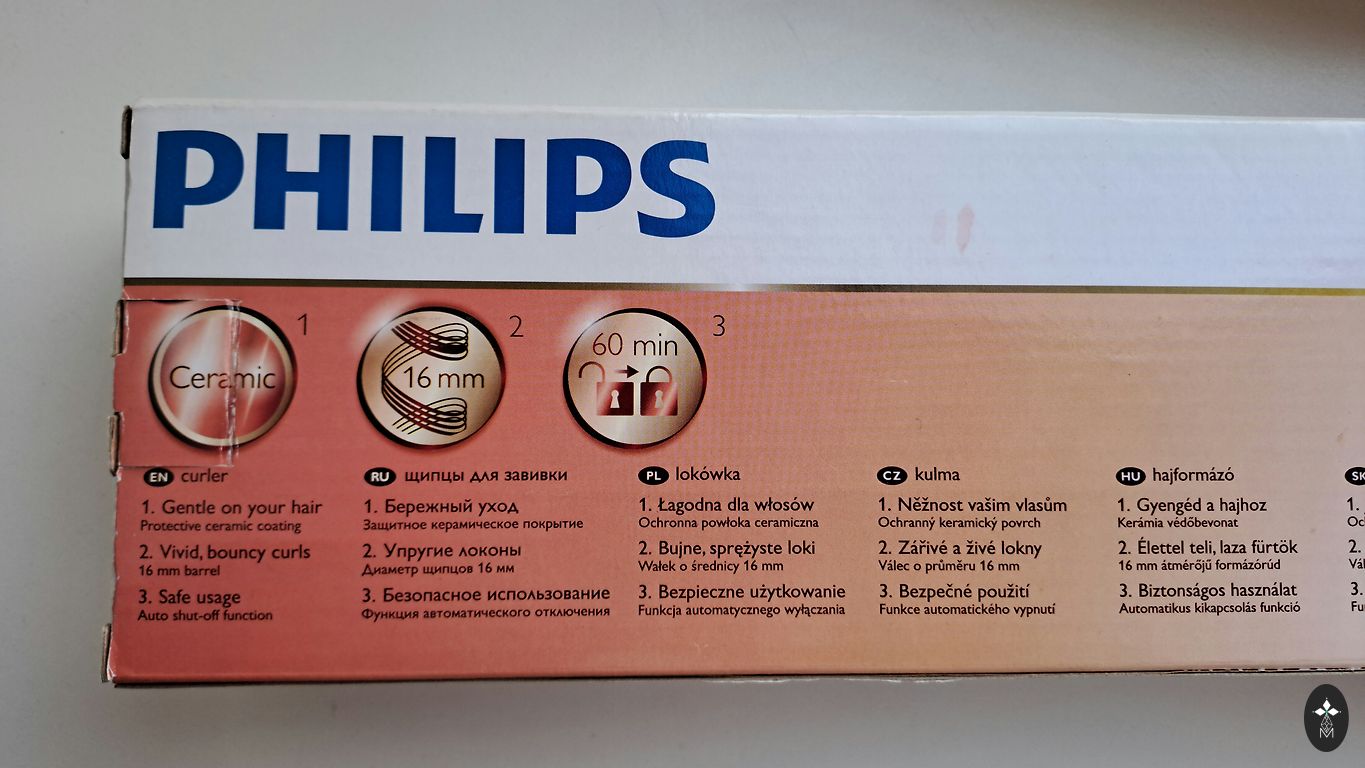 PHILIPS
Ceramic
1
16 mm
2
60 min
3
EN curler
1. Gentle on your hair
Protective ceramic coating
2. Vivid, bouncy curls
16 mm barrel
3. Safe usage
Auto shut-off function
RU щипцы для завивки
1. Бережный уход
Защитное керамическое покрытие
2. Упругие локоны
Диаметр щипцов 16 мм
3. Безопасное использование
Функция автоматического отключения
PL lokówka
1. Łagodna dla włosów
Ochronna powłoka ceramiczna
2. Bujne, sprężyste loki
Wałek o średnicy 16 mm
3. Bezpieczne użytkowanie
Funkcja automatycznego wyłączania
CZ kulma
1. Něžnost vašim vlasům
Ochranný keramický povrch
2. Zářivé a živé lokny
Válec o průměru 16 mm
3. Bezpečné použití
Funkce automatického vypnutí
HU hajformázó
1. Gyengéd a hajhoz
Kerámia védőbevonat
2. Élettel teli, laza fürtök
16 mm átmérőjű formázórúd
3. Biztonságos használat
Automatikus kikapcsolás funkció
SK
1.
2.
3.
M